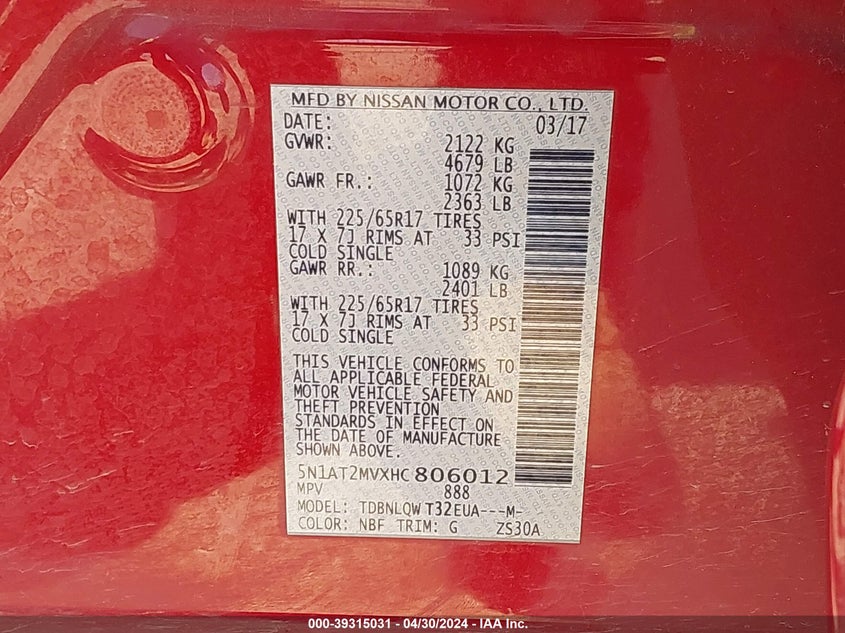 MFD BY NISSAN MOTOR CO., LTD.
DATE: 03/17
GVWR: 2122 KG
4679 LB
GAWR FR.: 1072 KG
2363 LB
WITH 225/65R17 TIRES
17 X 7J RIMS AT 33 PSI
COLD SINGLE
GAWR RR.: 1089 KG
2401 LB
WITH 225/65R17 TIRES
17 X 7J RIMS AT 33 PSI
COLD SINGLE
THIS VEHICLE CONFORMS TO
ALL APPLICABLE FEDERAL
MOTOR VEHICLE SAFETY AND
THEFT PREVENTION
STANDARDS IN EFFECT ON
THE DATE OF MANUFACTURE
SHOWN ABOVE.
5N1AT2MVXHC 806012
MPV 888
MODEL: TDBNLQW T32EUA---M-
COLOR: NBF TRIM: G ZS30A
000-39315031 - 04/30/2024 - IAA Inc.